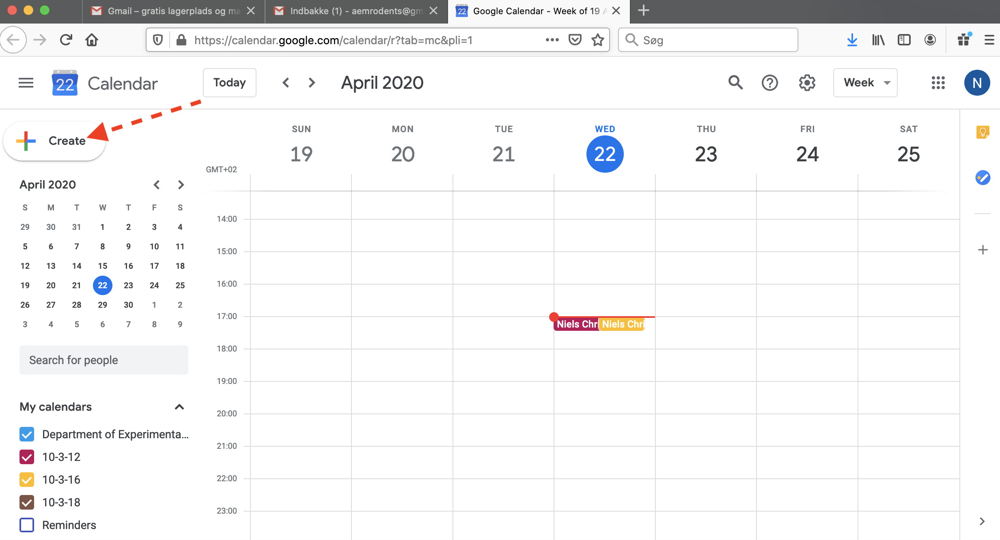 Gmail – gratis lagerplads og ma
Indbakke (1) - aemrodents@gm
22 Google Calendar - Week of 19 A
https://calendar.google.com/calendar/r?tab=mc&pli=1
Søg
22 Calendar
Today
April 2020
Week
N
Create
SUN MON TUE WED THU FRI SAT
19 20 21 22 23 24 25
GMT+02
April 2020
S M T W T F S
29 30 31 1 2 3 4
5 6 7 8 9 10 11
12 13 14 15 16 17 18
19 20 21 22 23 24 25
26 27 28 29 30 1 2
3 4 5 6 7 8 9
Search for people
My calendars
Department of Experimenta...
10-3-12
10-3-16
10-3-18
Reminders
14:00
15:00
16:00
17:00
Niels Chri Niels Chri
18:00
19:00
20:00
21:00
22:00
23:00